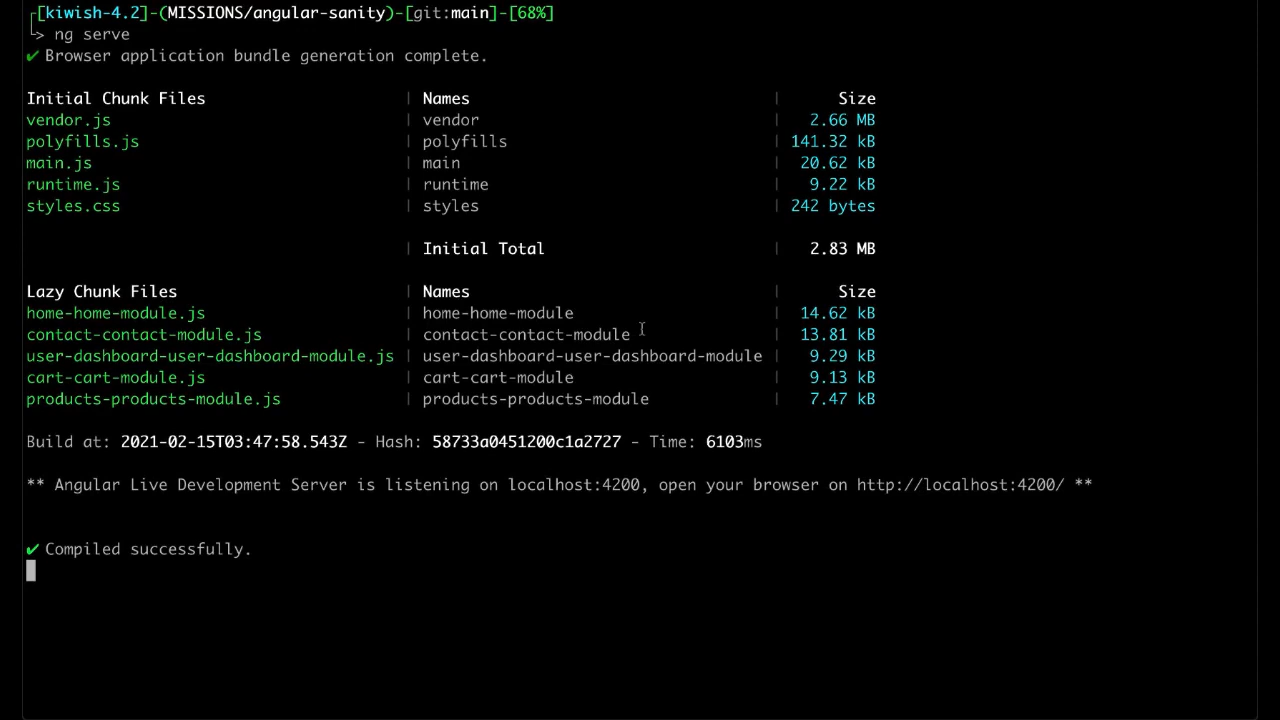 [kiwish-4.2]-(MISSIONS/angular-sanity)-[git:main]-[68%]
> ng serve
✔ Browser application bundle generation complete.
Initial Chunk Files | Names | Size
vendor.js | vendor | 2.66 MB
polyfills.js | polyfills | 141.32 kB
main.js | main | 20.62 kB
runtime.js | runtime | 9.22 kB
styles.css | styles | 242 bytes
| Initial Total | 2.83 MB
Lazy Chunk Files | Names | Size
home-home-module.js | home-home-module | 14.62 kB
contact-contact-module.js | contact-contact-module | 13.81 kB
user-dashboard-user-dashboard-module.js | user-dashboard-user-dashboard-module | 9.29 kB
cart-cart-module.js | cart-cart-module | 9.13 kB
products-products-module.js | products-products-module | 7.47 kB
Build at: 2021-02-15T03:47:58.543Z - Hash: 58733a0451200c1a2727 - Time: 6103ms
** Angular Live Development Server is listening on localhost:4200, open your browser on http://localhost:4200/ **
✔ Compiled successfully.